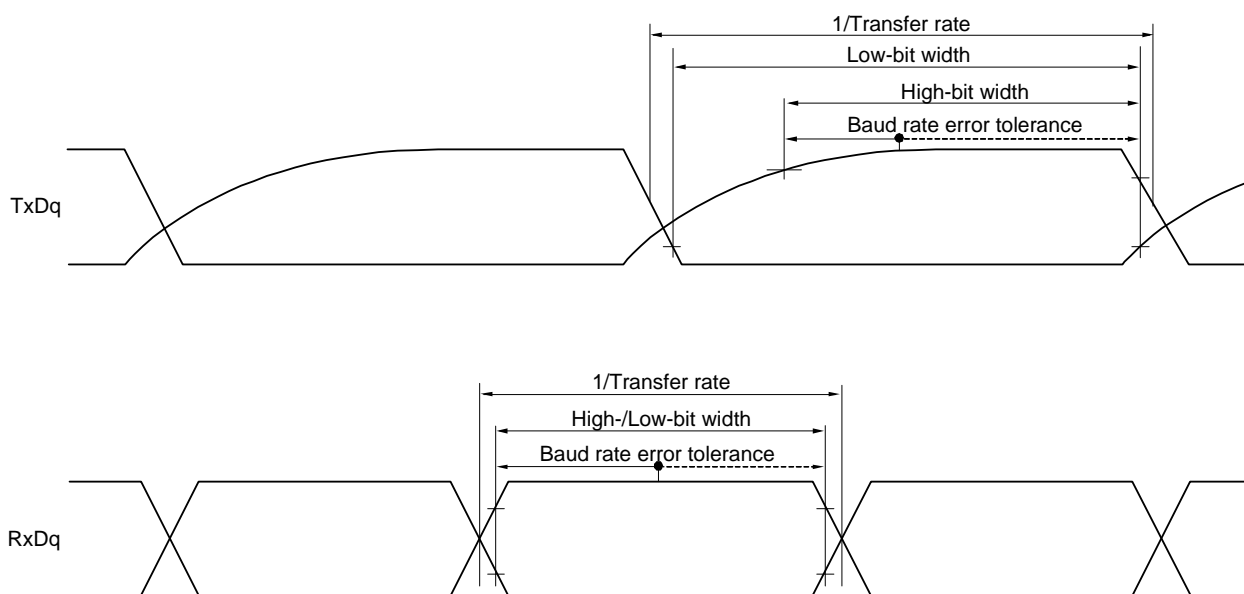 1/Transfer rate
Low-bit width
High-bit width
Baud rate error tolerance
TxDq
1/Transfer rate
High-/Low-bit width
Baud rate error tolerance
RxDq